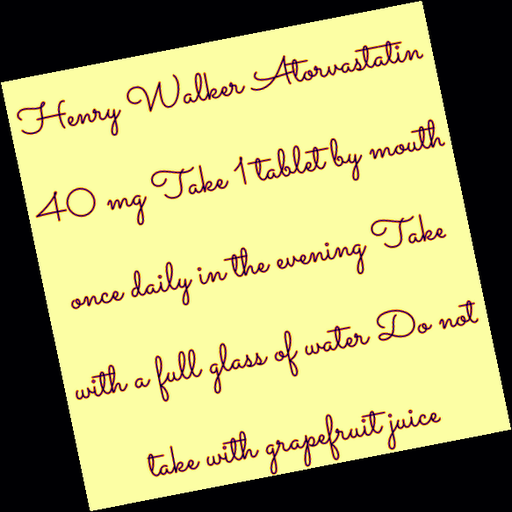 Henry Walker Atorvastatin
40 mg Take 1 tablet by mouth
once daily in the evening Take
with a full glass of water Do not
take with grapefruit juice